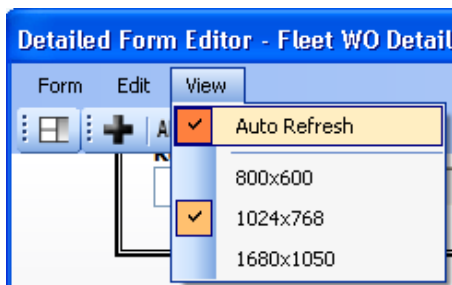 Detailed Form Editor - Fleet WO Detail
Form Edit View
Auto Refresh
800x600
1024x768
1680x1050